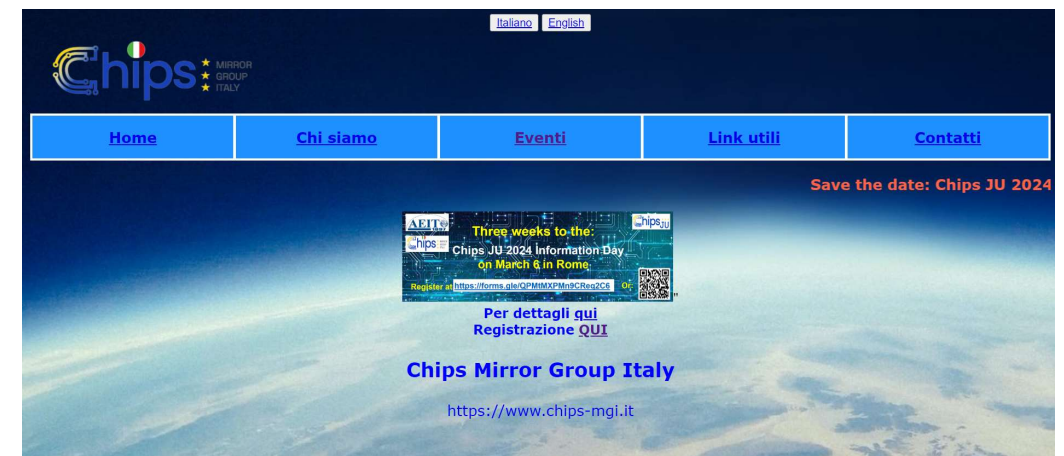 Italiano English
Chips MIRROR GROUP ITALY
Home Chi siamo Eventi Link utili Contatti
Save the date: Chips JU 2024
AEIT
Chips JU
Three weeks to the:
Chips
Chips JU 2024 Information Day
on March 6 in Rome
Register at https://forms.gle/QPMtMXPMn9CReq2C6 Or:
"
Per dettagli qui
Registrazione QUI
Chips Mirror Group Italy
https://www.chips-mgi.it